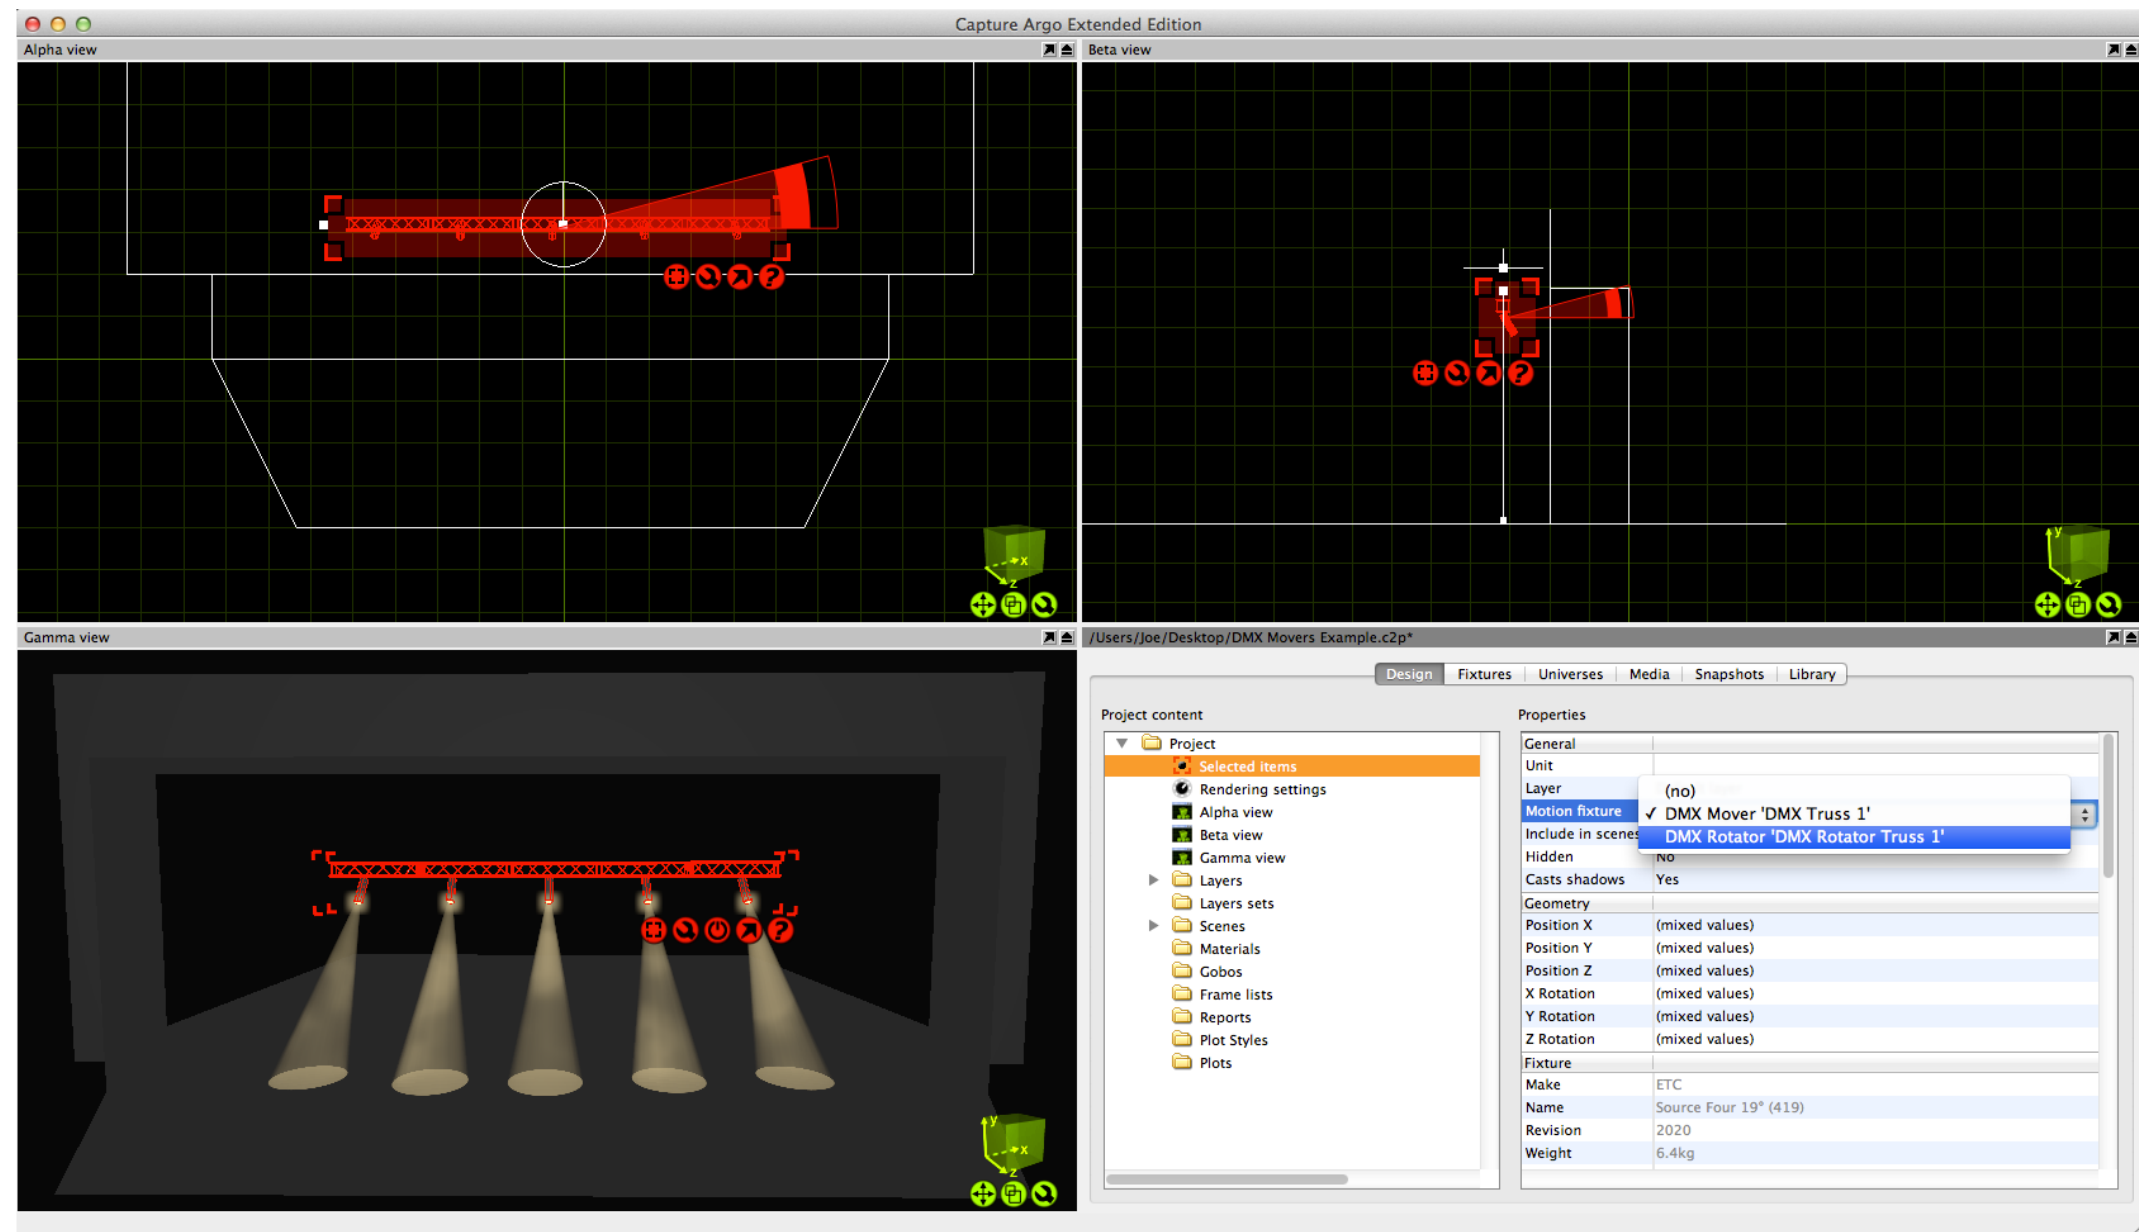 Capture Argo Extended Edition
Alpha view
Beta view
x
z
y
z
Gamma view
y
x
z
/Users/Joe/Desktop/DMX Movers Example.c2p*
Design Fixtures Universes Media Snapshots Library
Project content
Project
Selected items
Rendering settings
Alpha view
Beta view
Gamma view
Layers
Layers sets
Scenes
Materials
Gobos
Frame lists
Reports
Plot Styles
Plots
Properties
General
Unit
Layer
(no)
Motion fixture
✓ DMX Mover 'DMX Truss 1'
Include in scenes
DMX Rotator 'DMX Rotator Truss 1'
Hidden No
Casts shadows Yes
Geometry
Position X (mixed values)
Position Y (mixed values)
Position Z (mixed values)
X Rotation (mixed values)
Y Rotation (mixed values)
Z Rotation (mixed values)
Fixture
Make ETC
Name Source Four 19° (419)
Revision 2020
Weight 6.4kg